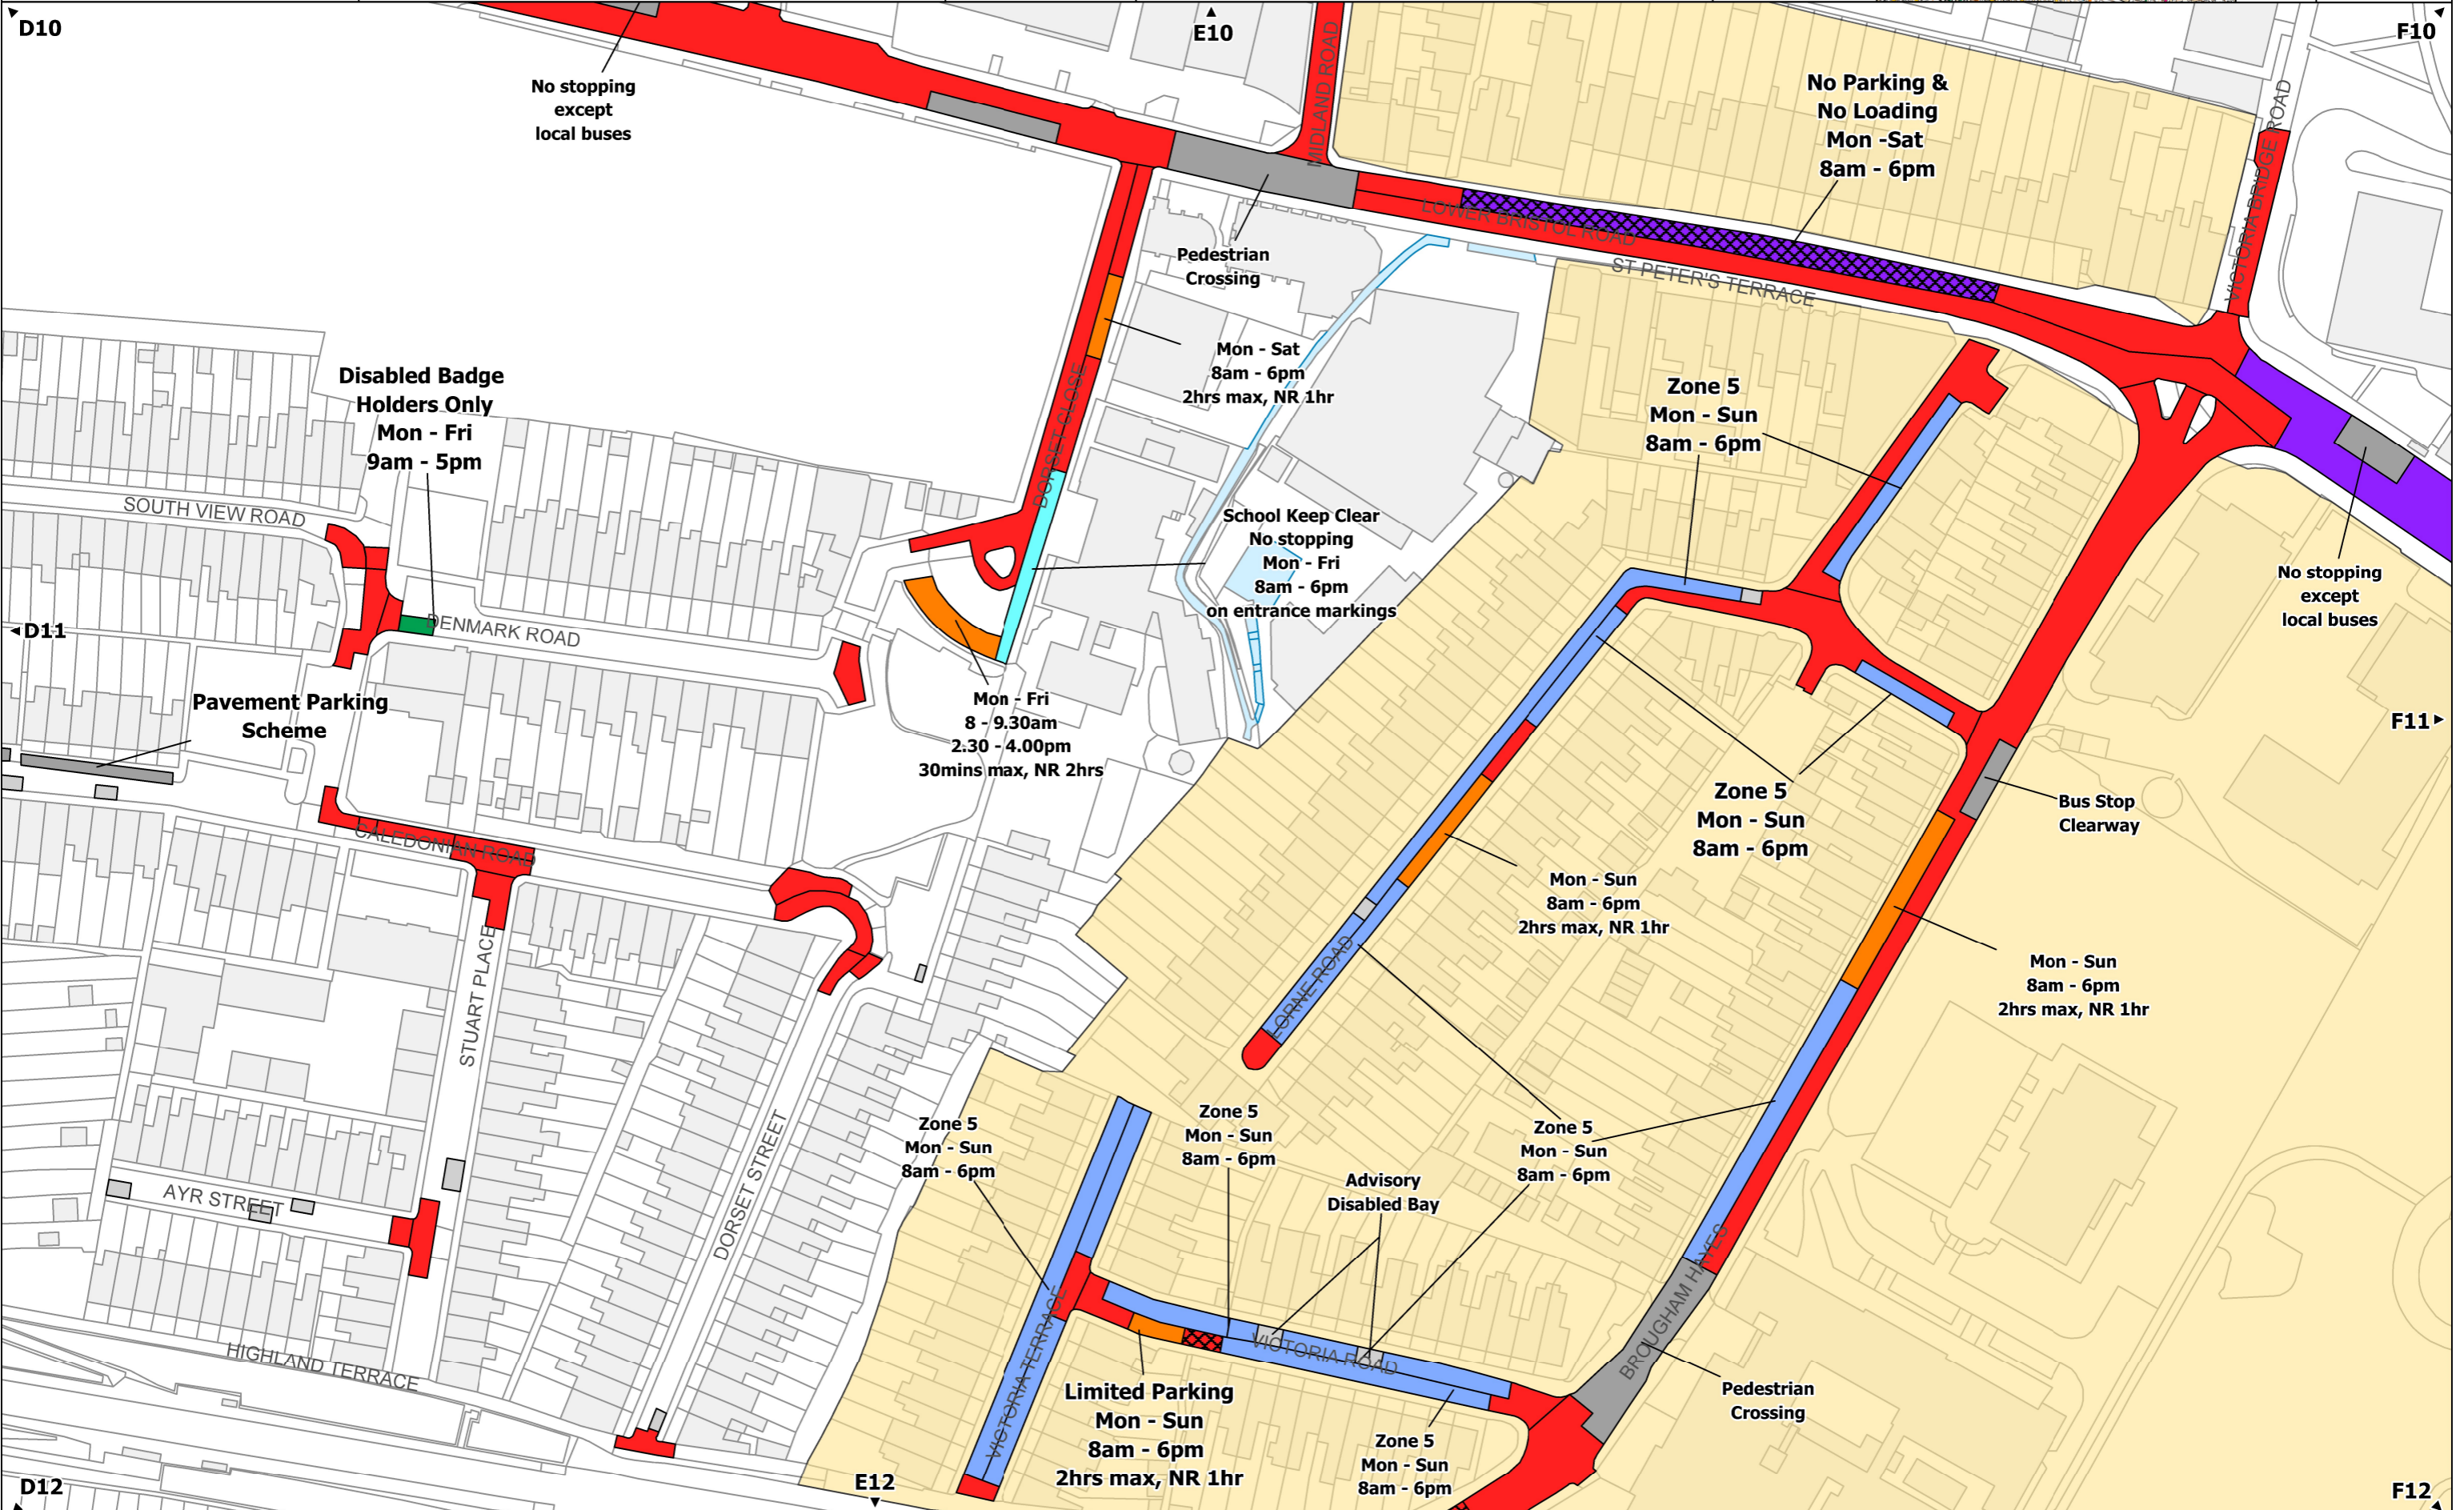 D10
E10
F10
No stopping
except
local buses
MIDLAND ROAD
No Parking &
No Loading
Mon -Sat
8am - 6pm
VICTORIA BRIDGE ROAD
LOWER BRISTOL ROAD
Pedestrian
Crossing
ST PETER'S TERRACE
Mon - Sat
8am - 6pm
2hrs max, NR 1hr
Disabled Badge
Holders Only
Mon - Fri
9am - 5pm
DORSET CLOSE
Zone 5
Mon - Sun
8am - 6pm
SOUTH VIEW ROAD
School Keep Clear
No stopping
Mon - Fri
8am - 6pm
on entrance markings
No stopping
except
local buses
D11
DENMARK ROAD
Pavement Parking
Scheme
Mon - Fri
8 - 9.30am
2.30 - 4.00pm
30mins max, NR 2hrs
F11
Zone 5
Mon - Sun
8am - 6pm
Bus Stop
Clearway
CALEDONIAN ROAD
Mon - Sun
8am - 6pm
2hrs max, NR 1hr
Mon - Sun
8am - 6pm
2hrs max, NR 1hr
STUART PLACE
LORNE ROAD
Zone 5
Mon - Sun
8am - 6pm
Zone 5
Mon - Sun
8am - 6pm
Zone 5
Mon - Sun
8am - 6pm
Advisory
Disabled Bay
AYR STREET
DORSET STREET
BROUGHAM HAYES
VICTORIA TERRACE
VICTORIA ROAD
HIGHLAND TERRACE
Limited Parking
Mon - Sun
8am - 6pm
2hrs max, NR 1hr
Pedestrian
Crossing
Zone 5
Mon - Sun
8am - 6pm
D12
E12
F12